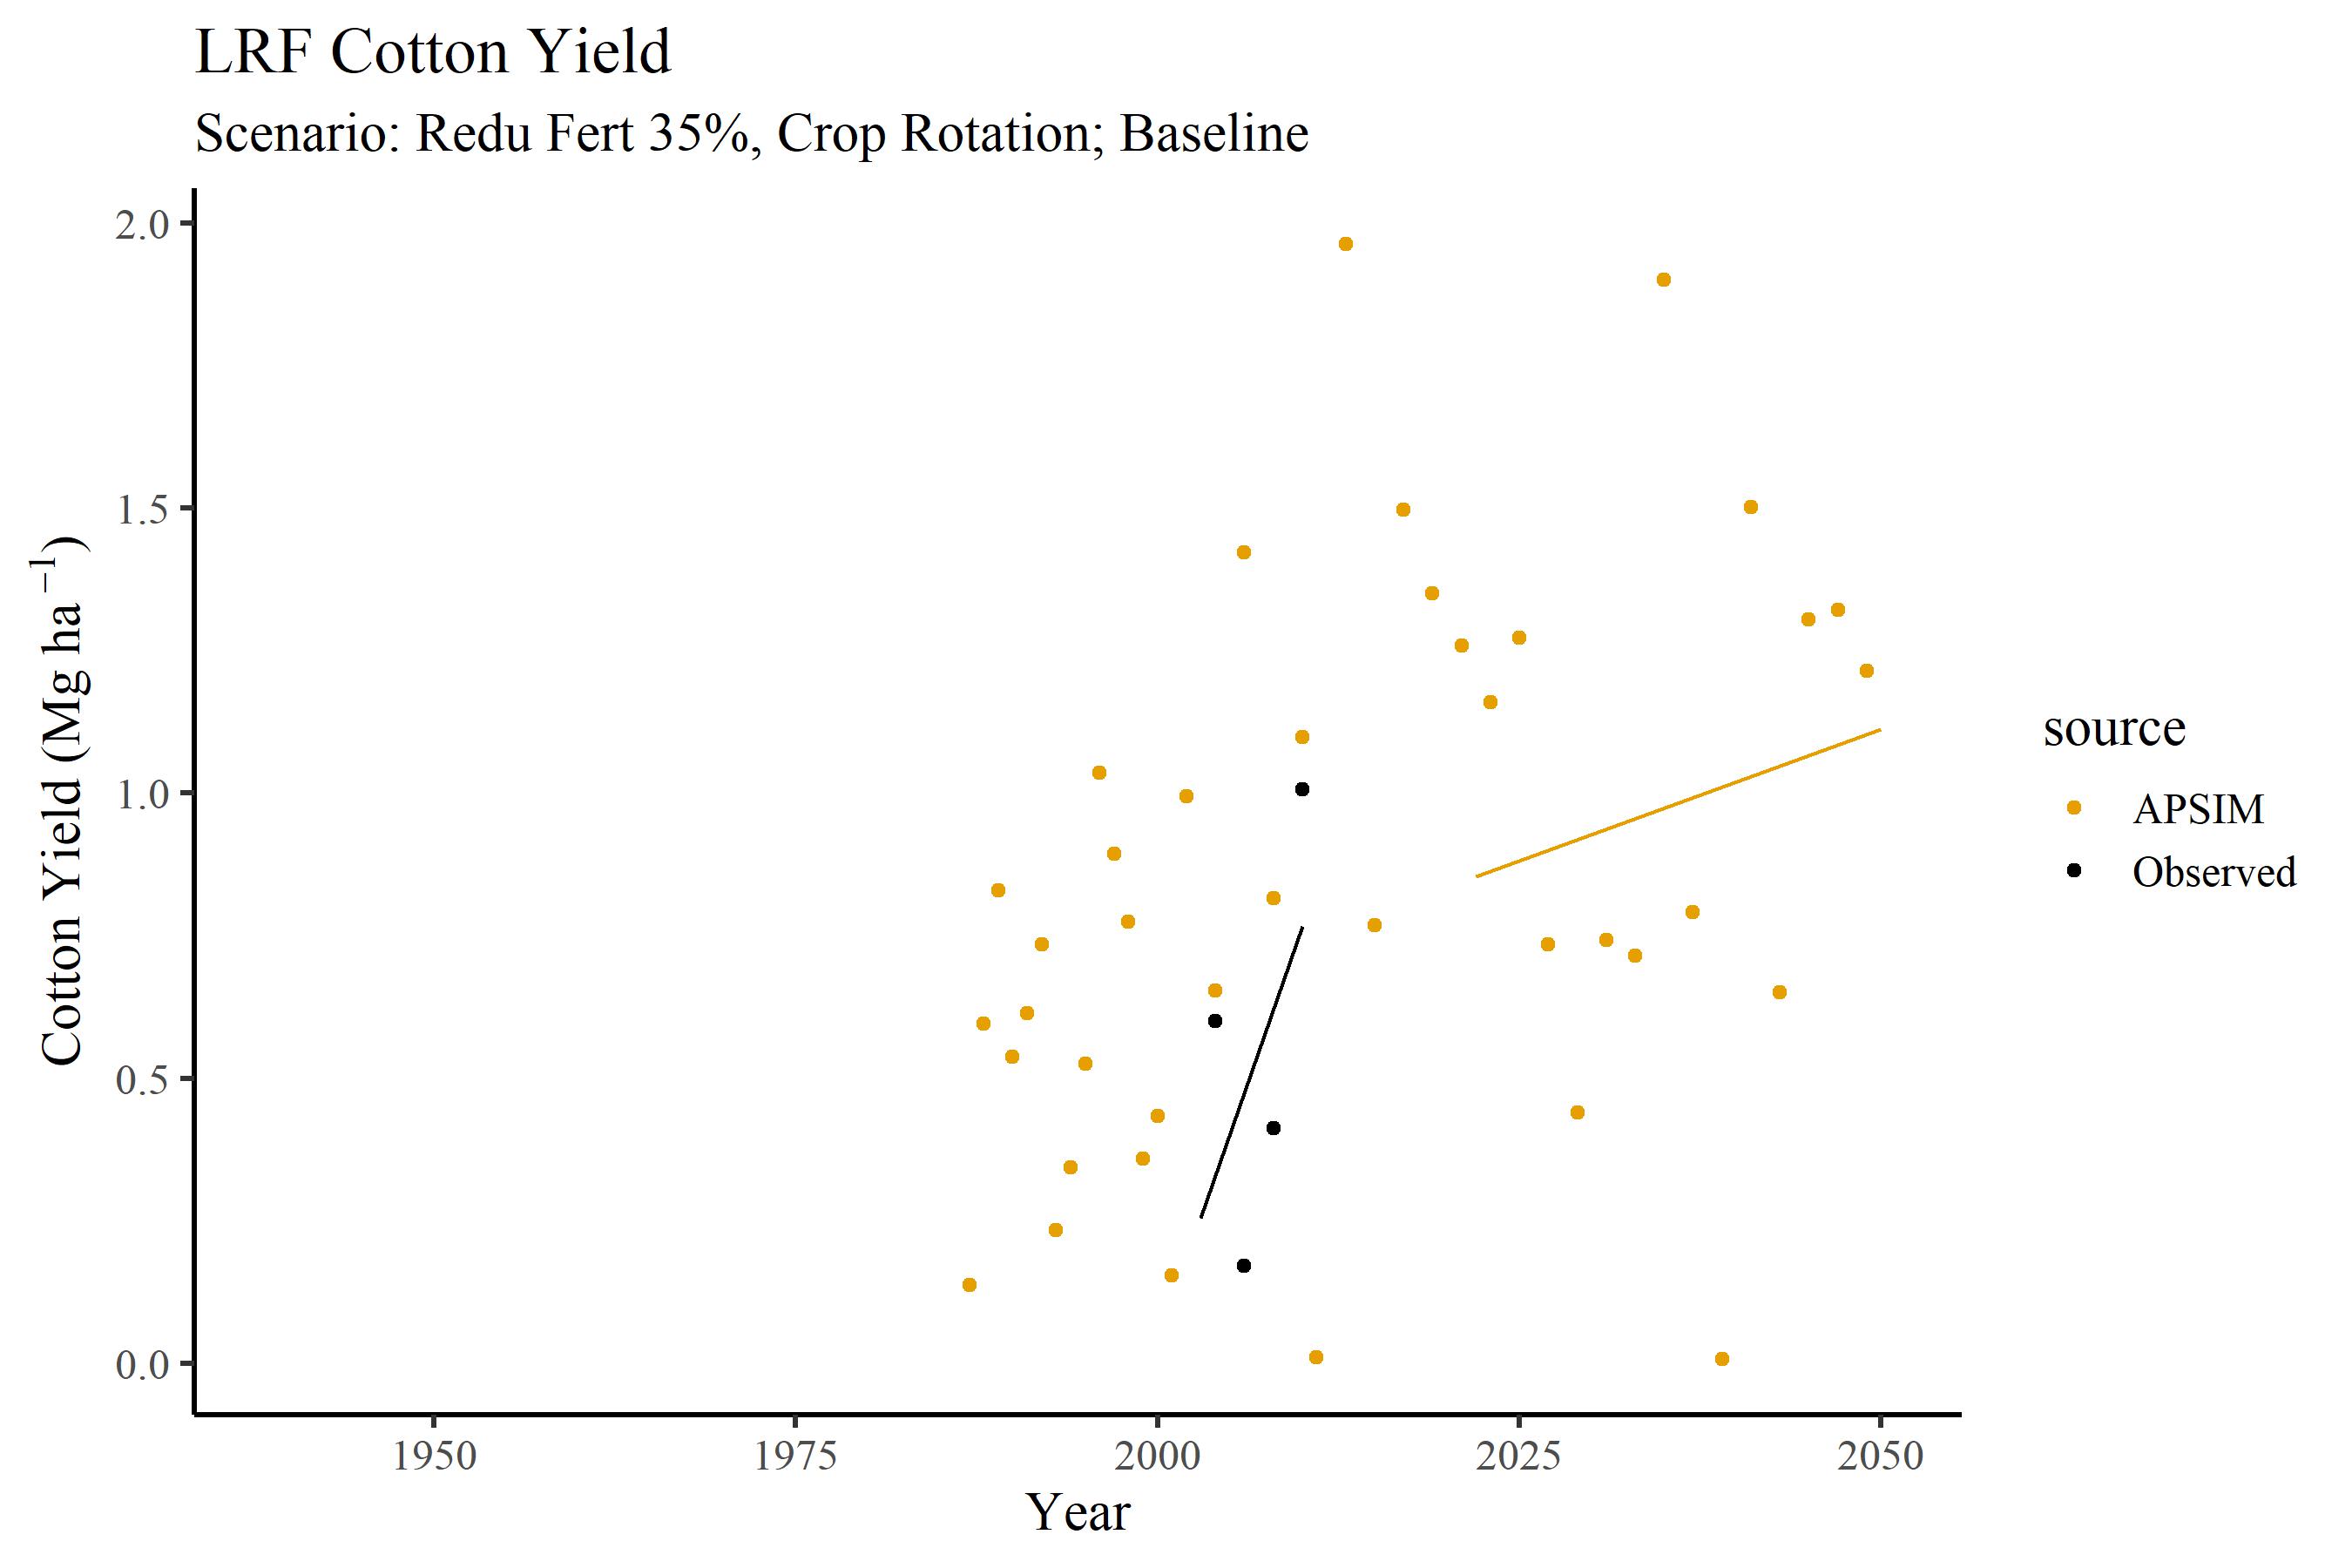 LRF Cotton Yield
Scenario: Redu Fert 35%, Crop Rotation; Baseline
Cotton Yield (Mg ha⁻¹)
2.0
1.5
1.0
0.5
0.0
1950 1975 2000 2025 2050
Year
source
APSIM
Observed